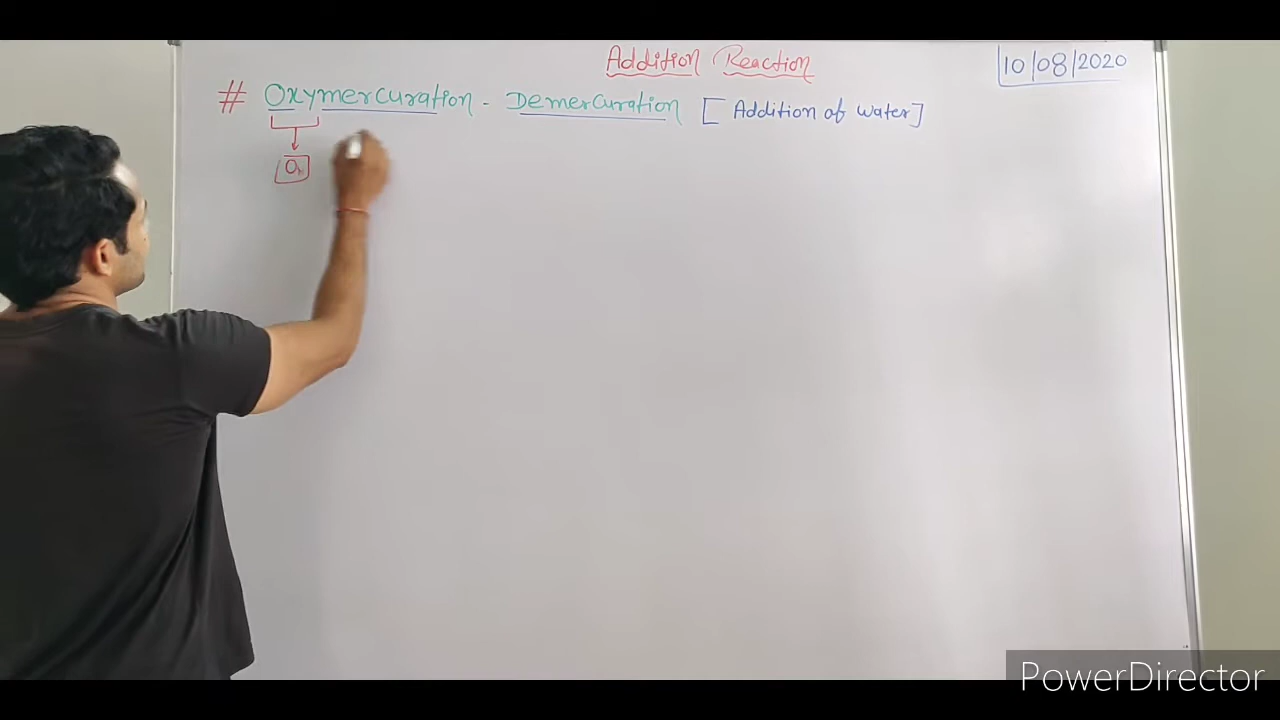 Addition Reaction
10/08/2020
# Oxymercuration - Demercuration [Addition of water]
PowerDirector